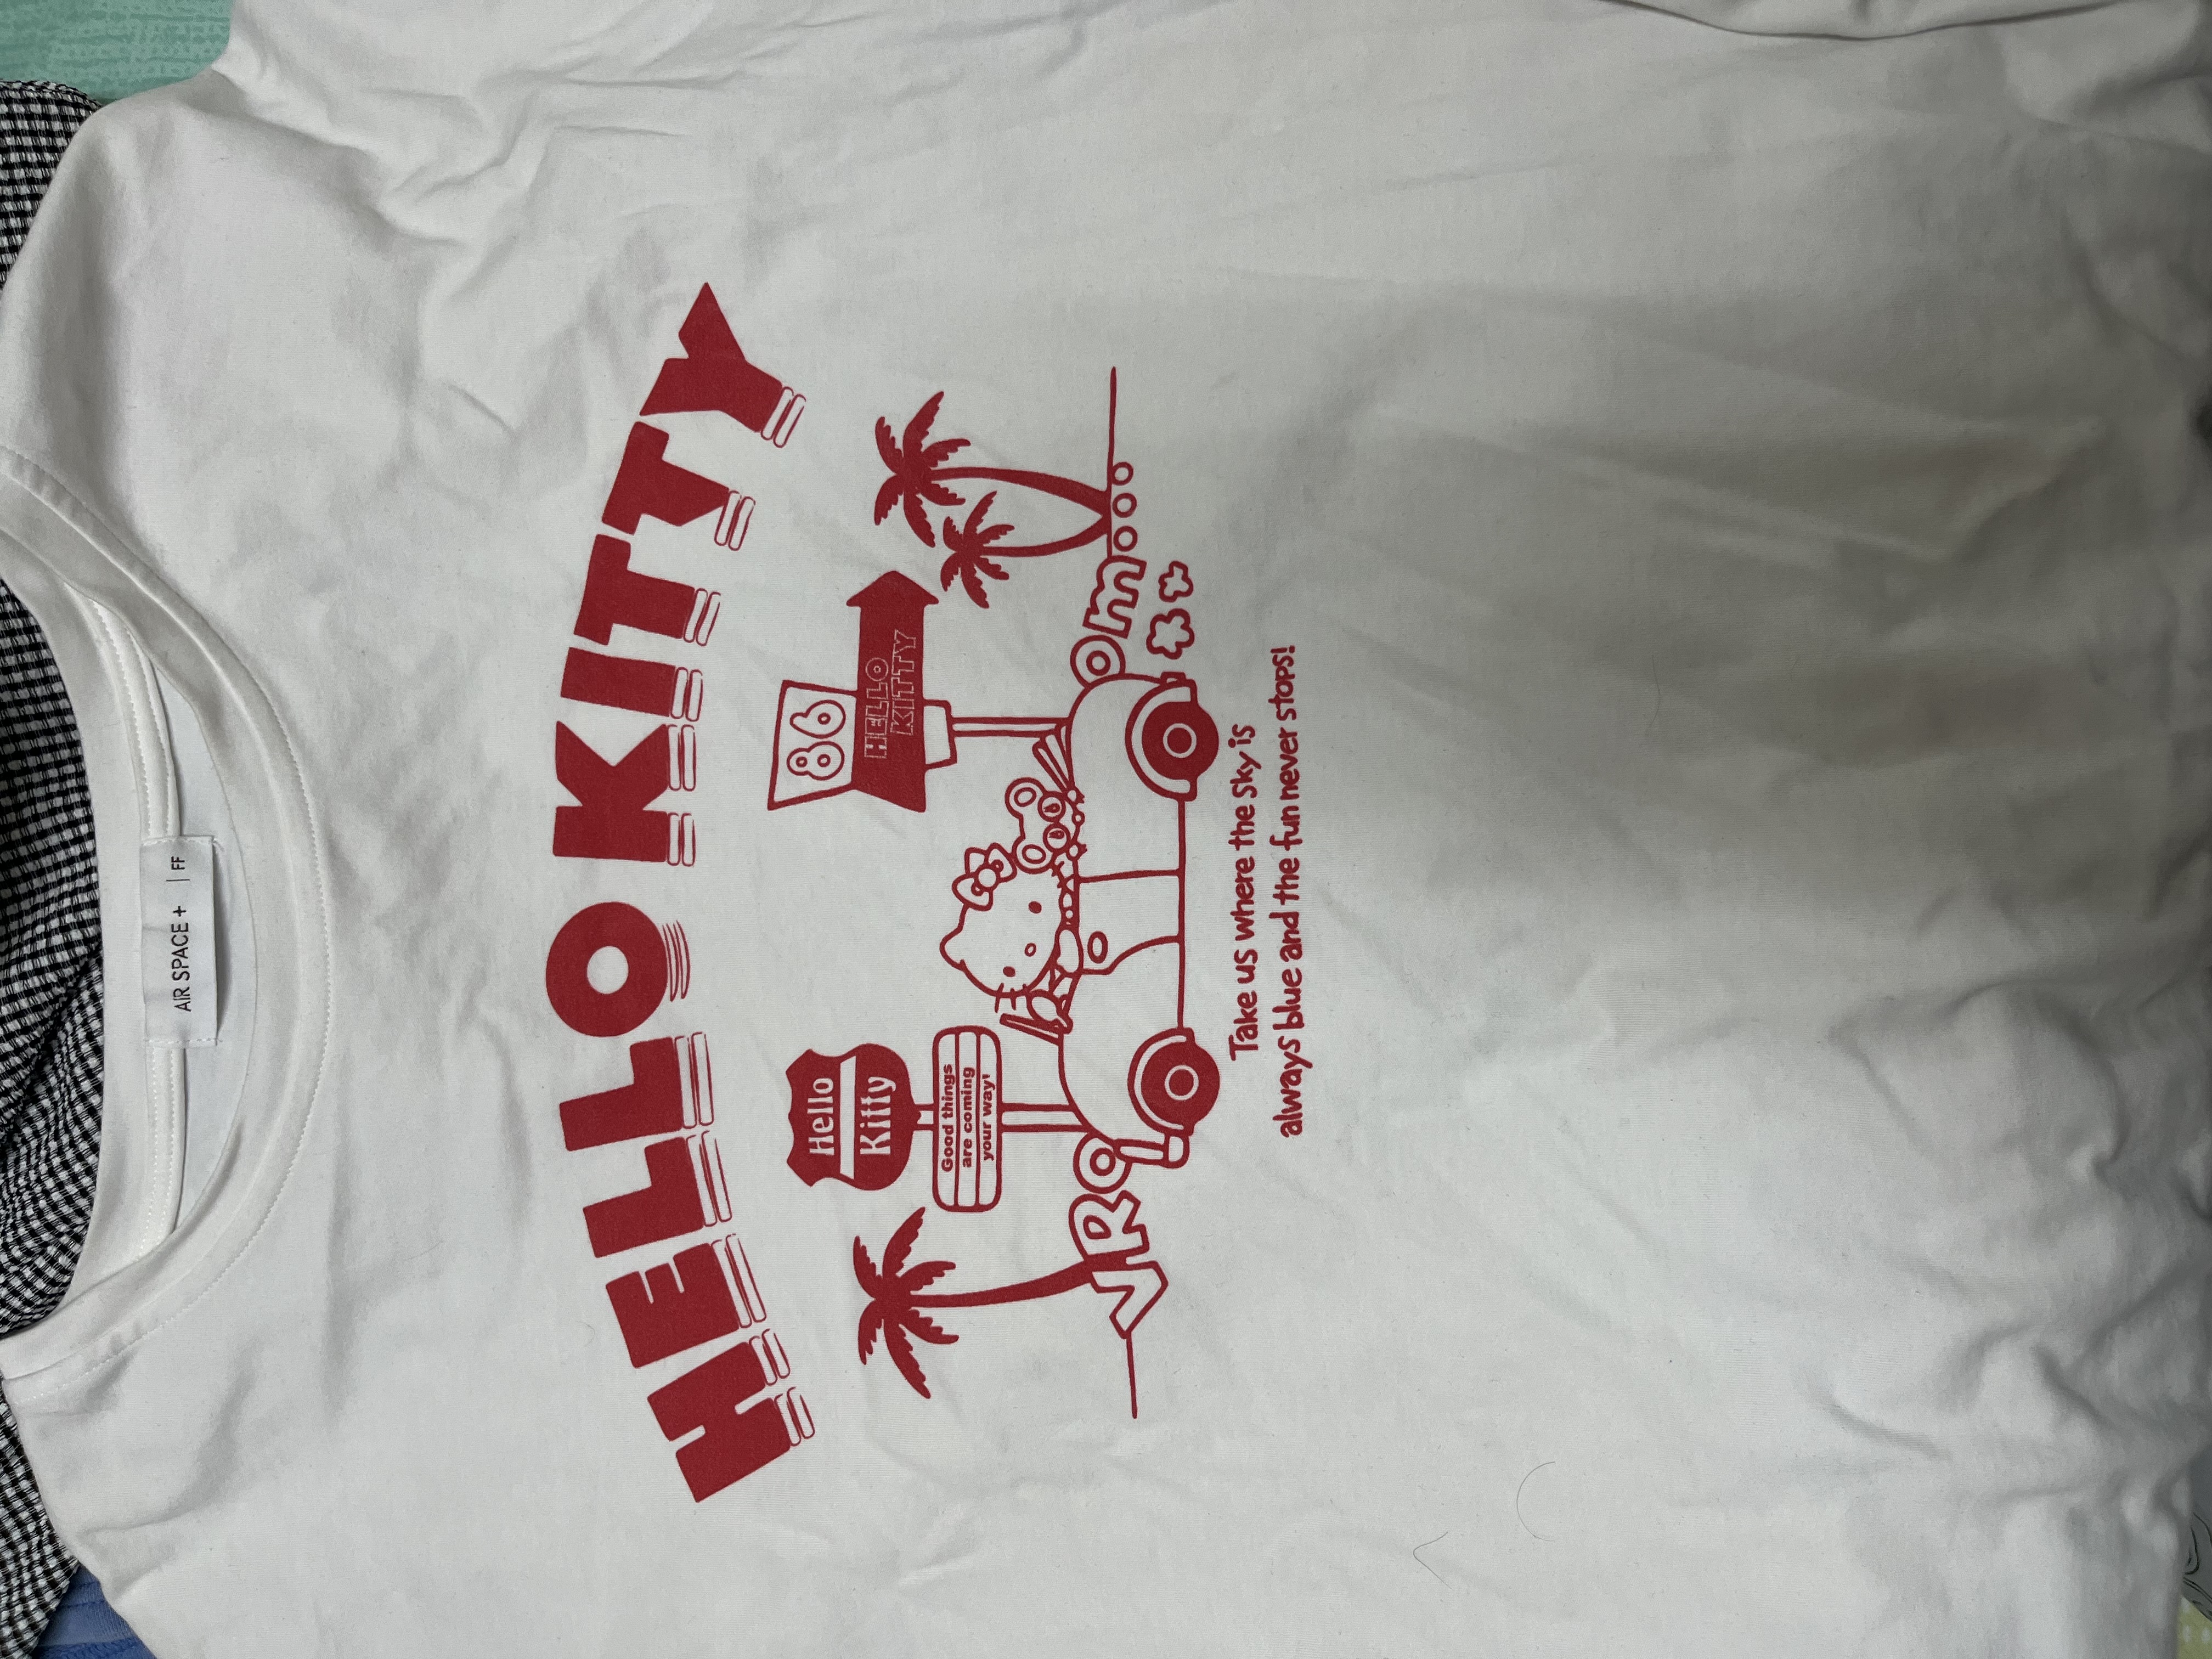 AIR SPACE + | FF
HELLO KITTY
86
HELLO
KITTY
Hello
Kitty
Good things
are coming
your way!
VROOm
Take us where the sky is
always blue and the fun never stops!